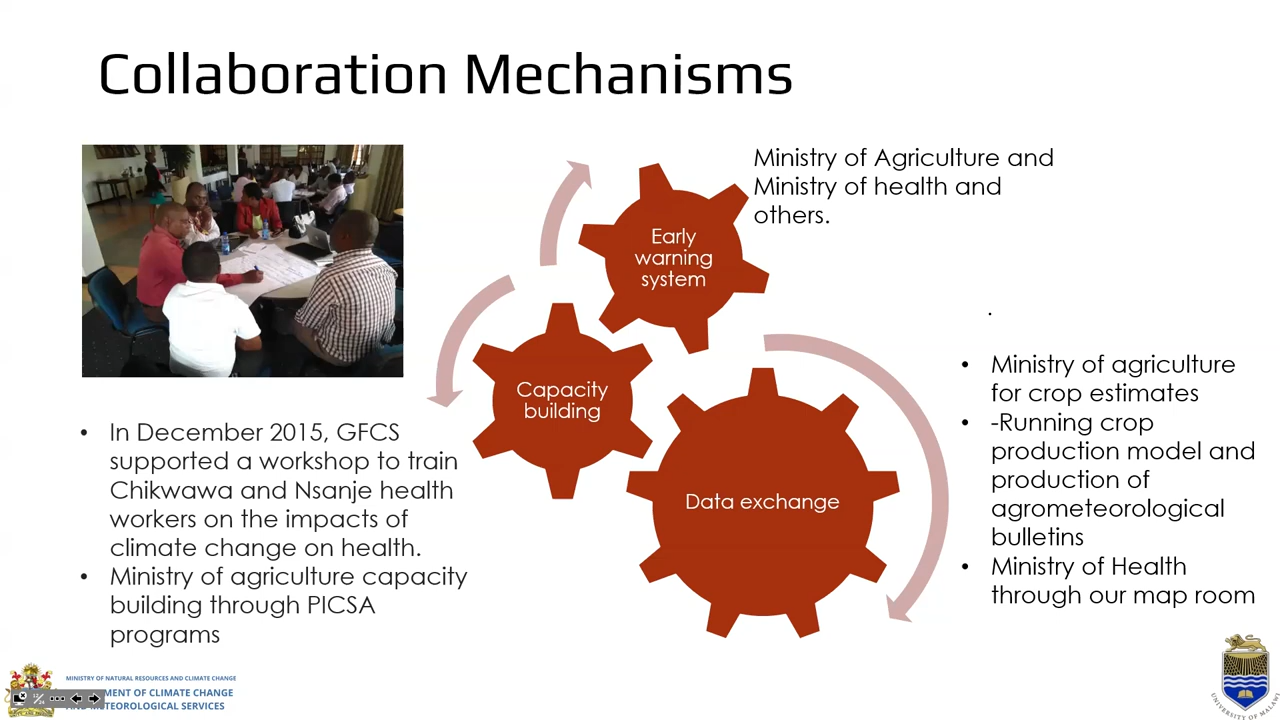 Collaboration Mechanisms
Ministry of Agriculture and
Ministry of health and
others.
Early
warning
system
.
Capacity
building
Data exchange
• In December 2015, GFCS
supported a workshop to train
Chikwawa and Nsanje health
workers on the impacts of
climate change on health.
• Ministry of agriculture capacity
building through PICSA
programs
• Ministry of agriculture
for crop estimates
• -Running crop
production model and
production of
agrometeorological
bulletins
• Ministry of Health
through our map room
MINISTRY OF NATURAL RESOURCES AND CLIMATE CHANGE
OF CLIMATE CHANGE
METEOROLOGICAL SERVICES
UNIVERSITY OF MALAWI